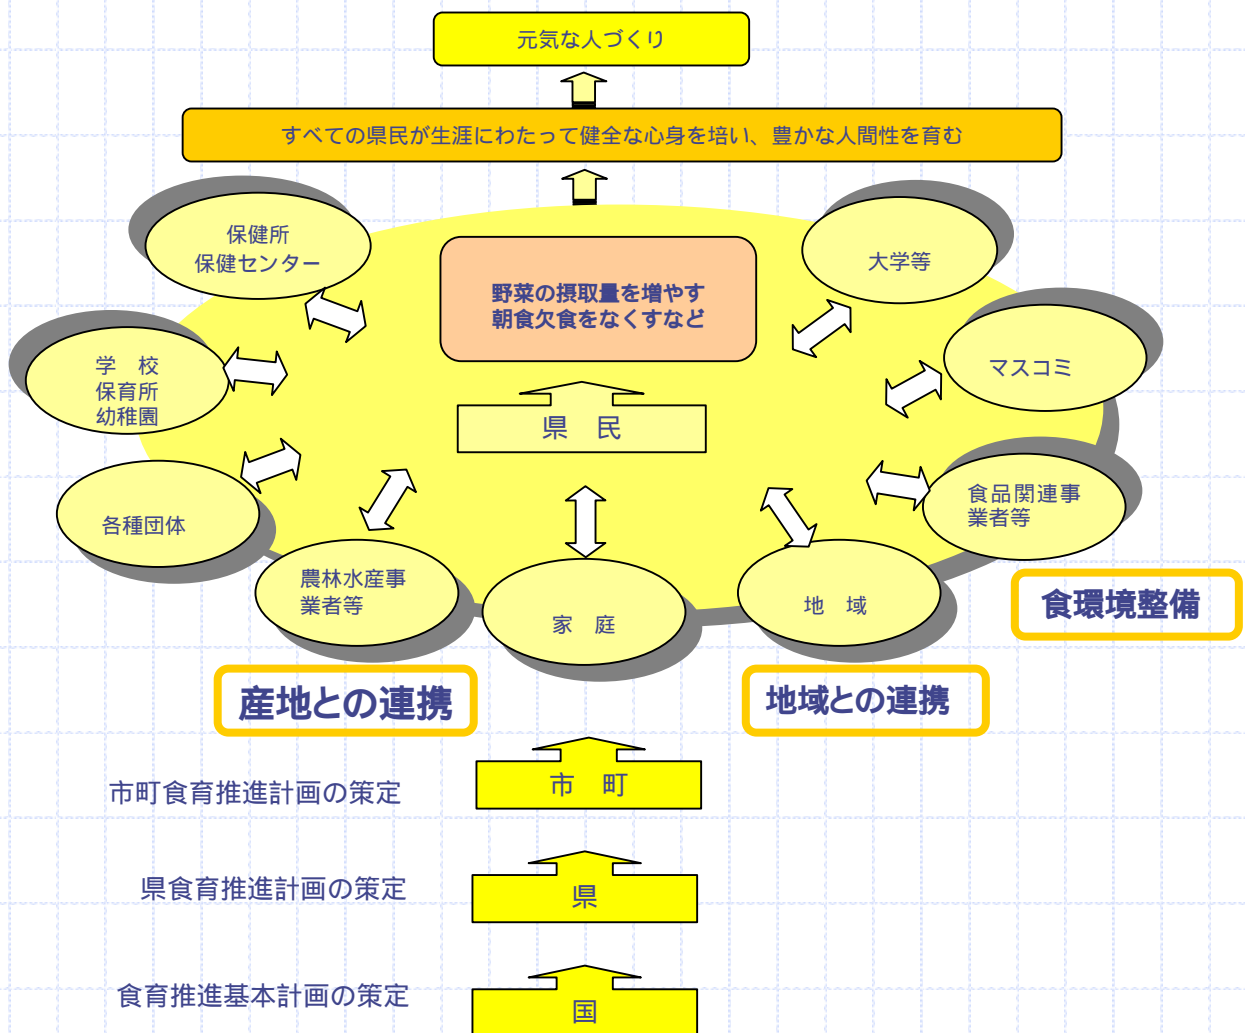 元気な人づくり
すべての県民が生涯にわたって健全な心身を培い、豊かな人間性を育む
保健所
保健センター
大学等
野菜の摂取量を増やす
朝食欠食をなくすなど
学　校
保育所
幼稚園
マスコミ
県　民
各種団体
食品関連事
業者等
農林水産事
業者等
家　庭
地　域
食環境整備
産地との連携
地域との連携
市町食育推進計画の策定
市　町
県食育推進計画の策定
県
食育推進基本計画の策定
国